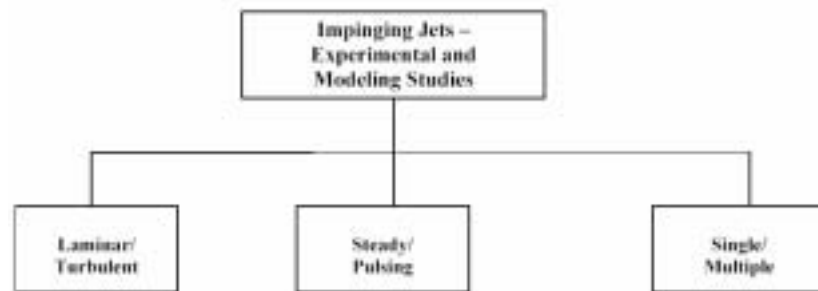 Impinging Jets –
Experimental and
Modeling Studies
Laminar/
Turbulent
Steady/
Pulsing
Single/
Multiple